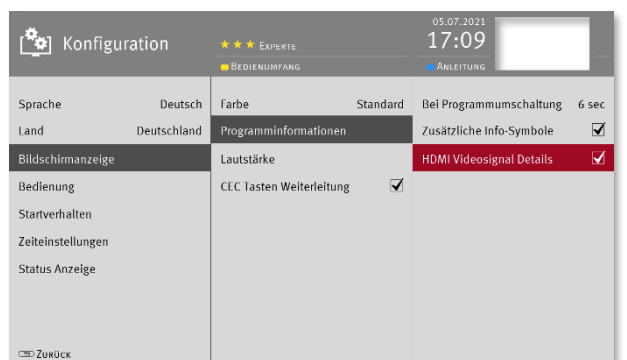 Konfiguration
★★★ EXPERTE
BEDIENUMFANG
05.07.2021
17:09
ANLEITUNG
Sprache Deutsch
Land Deutschland
Bildschirmanzeige
Bedienung
Startverhalten
Zeiteinstellungen
Status Anzeige
ZURÜCK
Farbe Standard
Programminformationen
Lautstärke
CEC Tasten Weiterleitung
Bei Programmumschaltung 6 sec
Zusätzliche Info-Symbole
HDMI Videosignal Details